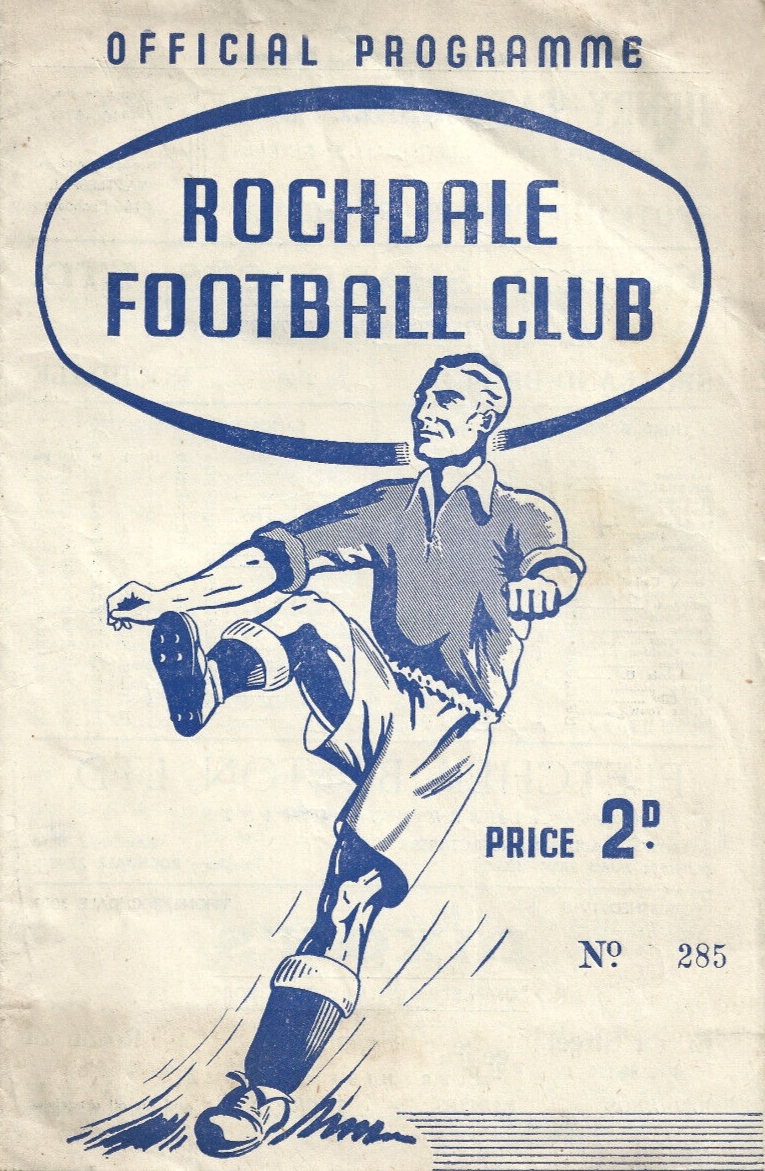 OFFICIAL PROGRAMME
ROCHDALE
FOOTBALL CLUB
PRICE 2D.
No. 285